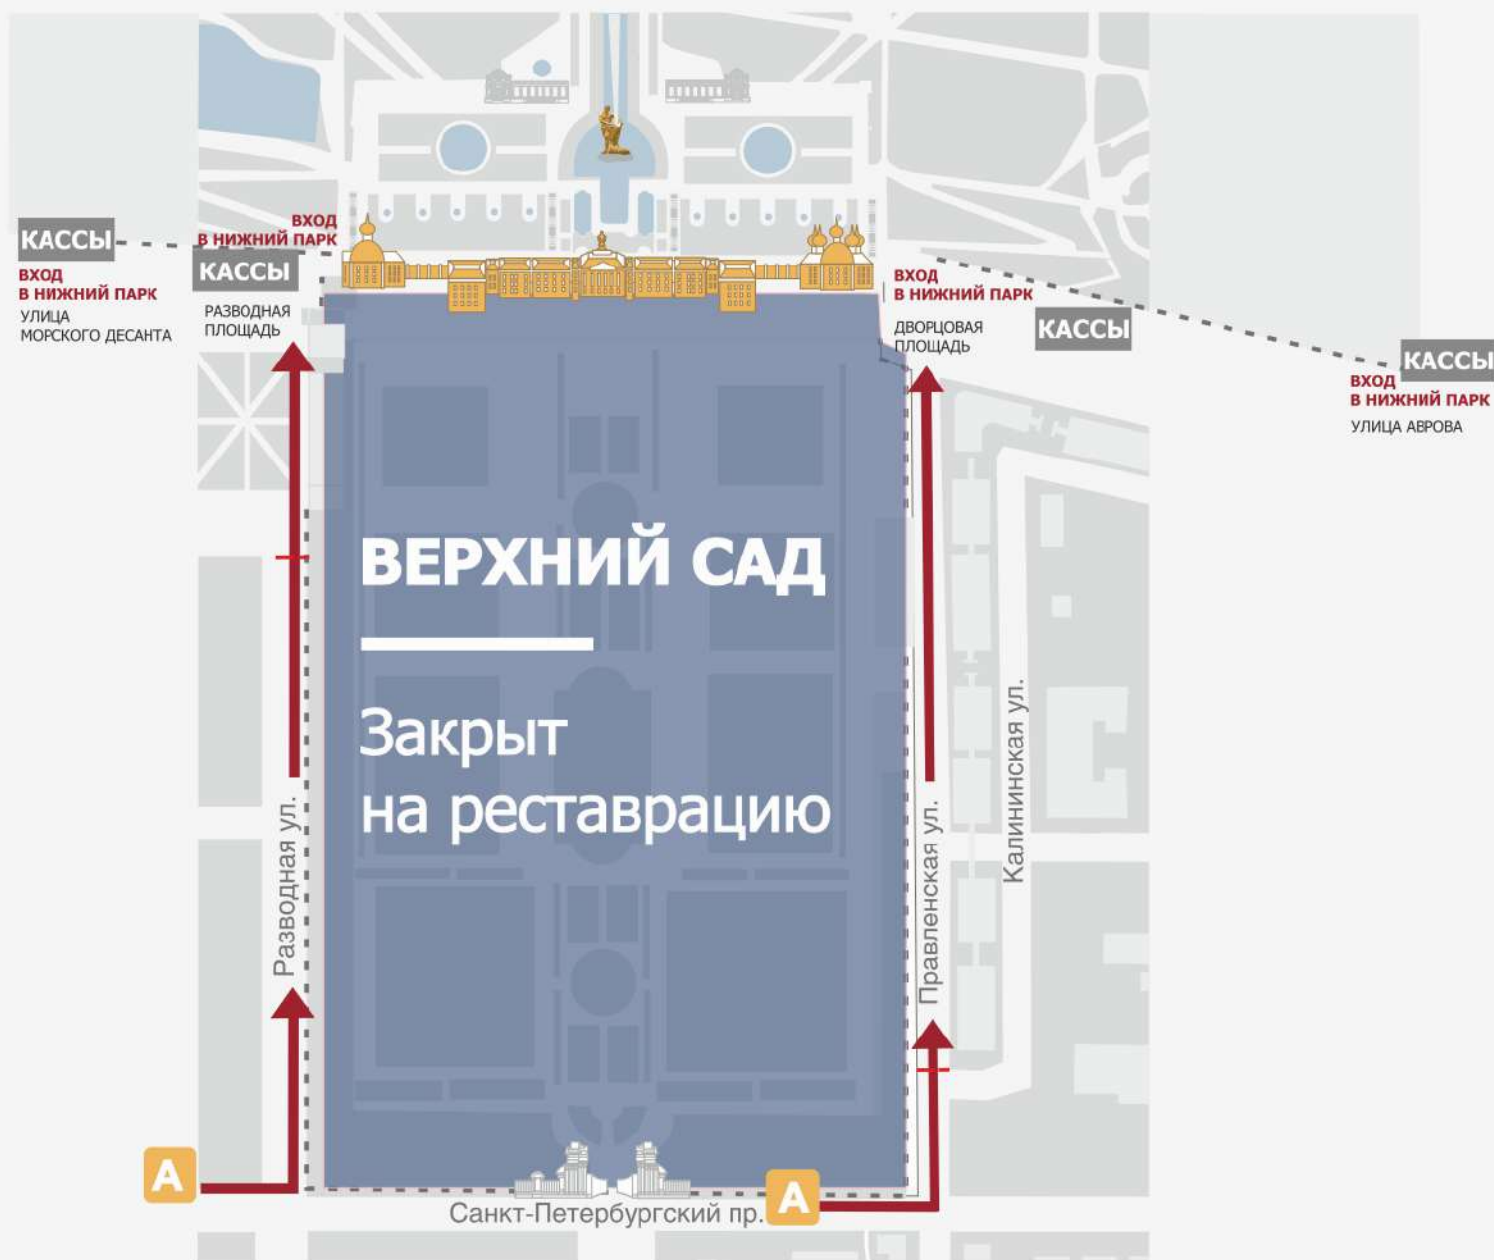 КАССЫ
ВХОД
В НИЖНИЙ ПАРК
УЛИЦА
МОРСКОГО ДЕСАНТА
ВХОД
В НИЖНИЙ ПАРК
КАССЫ
РАЗВОДНАЯ
ПЛОЩАДЬ
ВХОД
В НИЖНИЙ ПАРК
ДВОРЦОВАЯ
ПЛОЩАДЬ
КАССЫ
КАССЫ
ВХОД
В НИЖНИЙ ПАРК
УЛИЦА АВРОВА
ВЕРХНИЙ САД
Закрыт
на реставрацию
Разводная ул.
Правленская ул.
Калининская ул.
А
Санкт-Петербургский пр.
А